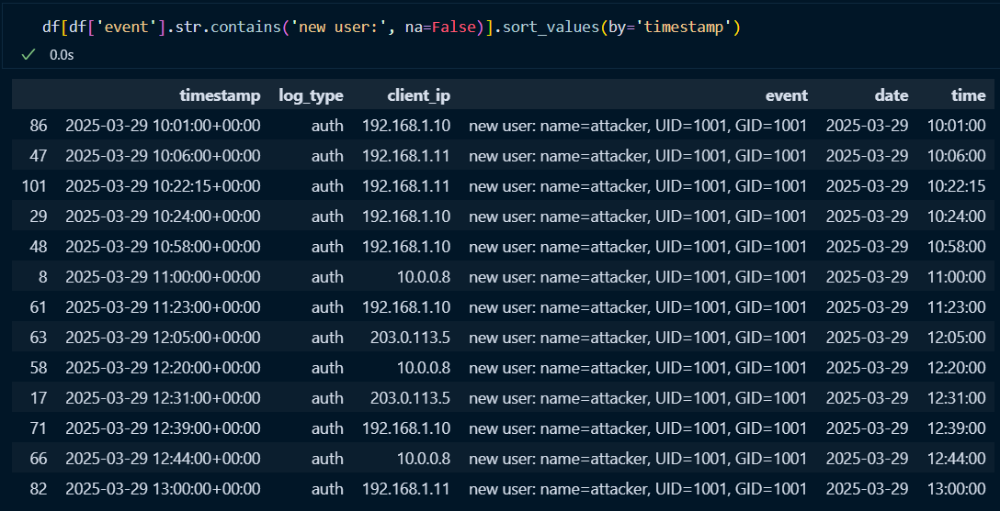 df[df['event'].str.contains('new user:', na=False)].sort_values(by='timestamp')
0.0s
timestamp log_type client_ip event date time
86 2025-03-29 10:01:00+00:00 auth 192.168.1.10 new user: name=attacker, UID=1001, GID=1001 2025-03-29 10:01:00
47 2025-03-29 10:06:00+00:00 auth 192.168.1.11 new user: name=attacker, UID=1001, GID=1001 2025-03-29 10:06:00
101 2025-03-29 10:22:15+00:00 auth 192.168.1.11 new user: name=attacker, UID=1001, GID=1001 2025-03-29 10:22:15
29 2025-03-29 10:24:00+00:00 auth 192.168.1.10 new user: name=attacker, UID=1001, GID=1001 2025-03-29 10:24:00
48 2025-03-29 10:58:00+00:00 auth 192.168.1.10 new user: name=attacker, UID=1001, GID=1001 2025-03-29 10:58:00
8 2025-03-29 11:00:00+00:00 auth 10.0.0.8 new user: name=attacker, UID=1001, GID=1001 2025-03-29 11:00:00
61 2025-03-29 11:23:00+00:00 auth 192.168.1.10 new user: name=attacker, UID=1001, GID=1001 2025-03-29 11:23:00
63 2025-03-29 12:05:00+00:00 auth 203.0.113.5 new user: name=attacker, UID=1001, GID=1001 2025-03-29 12:05:00
58 2025-03-29 12:20:00+00:00 auth 10.0.0.8 new user: name=attacker, UID=1001, GID=1001 2025-03-29 12:20:00
17 2025-03-29 12:31:00+00:00 auth 203.0.113.5 new user: name=attacker, UID=1001, GID=1001 2025-03-29 12:31:00
71 2025-03-29 12:39:00+00:00 auth 192.168.1.10 new user: name=attacker, UID=1001, GID=1001 2025-03-29 12:39:00
66 2025-03-29 12:44:00+00:00 auth 10.0.0.8 new user: name=attacker, UID=1001, GID=1001 2025-03-29 12:44:00
82 2025-03-29 13:00:00+00:00 auth 192.168.1.11 new user: name=attacker, UID=1001, GID=1001 2025-03-29 13:00:00